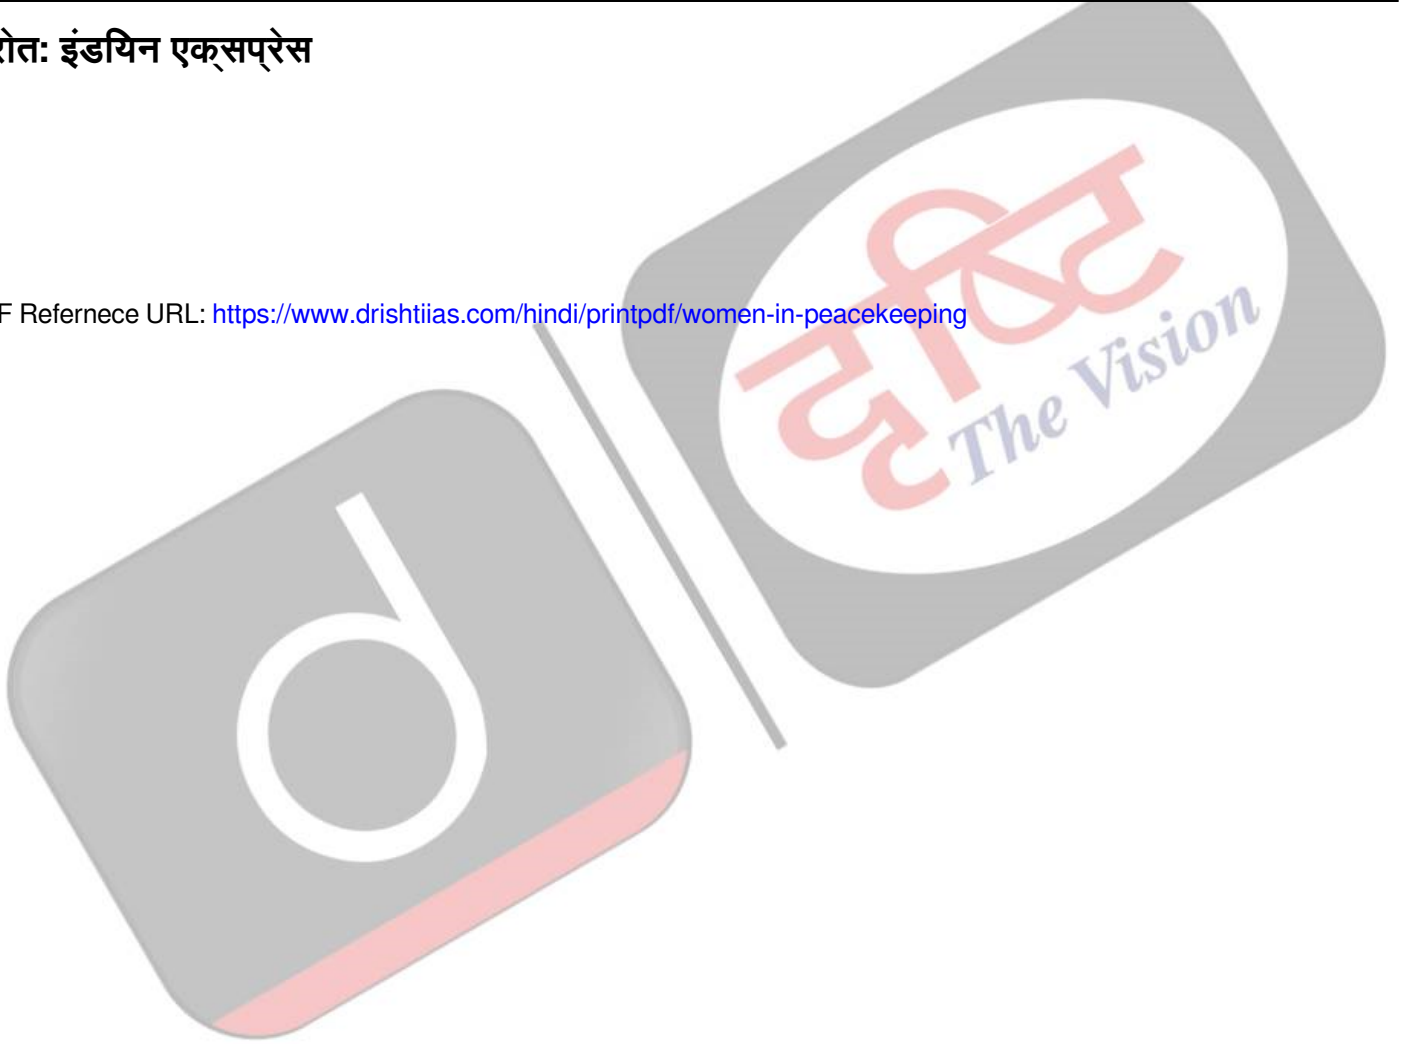 रोत: इंडियन एक्सप्रेस
F Refernece URL: https://www.drishtiias.com/hindi/printpdf/women-in-peacekeeping
दृष्टि
The Vision
d